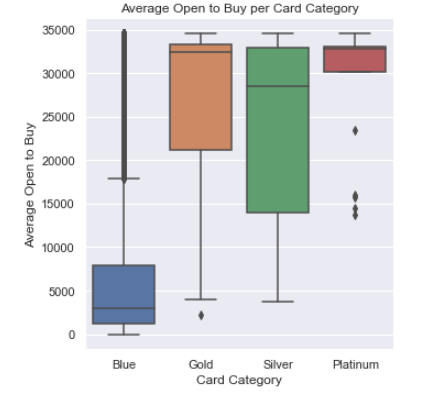 Average Open to Buy per Card Category
35000
30000
25000
20000
15000
10000
5000
0
Average Open to Buy
Blue Gold Silver Platinum
Card Category